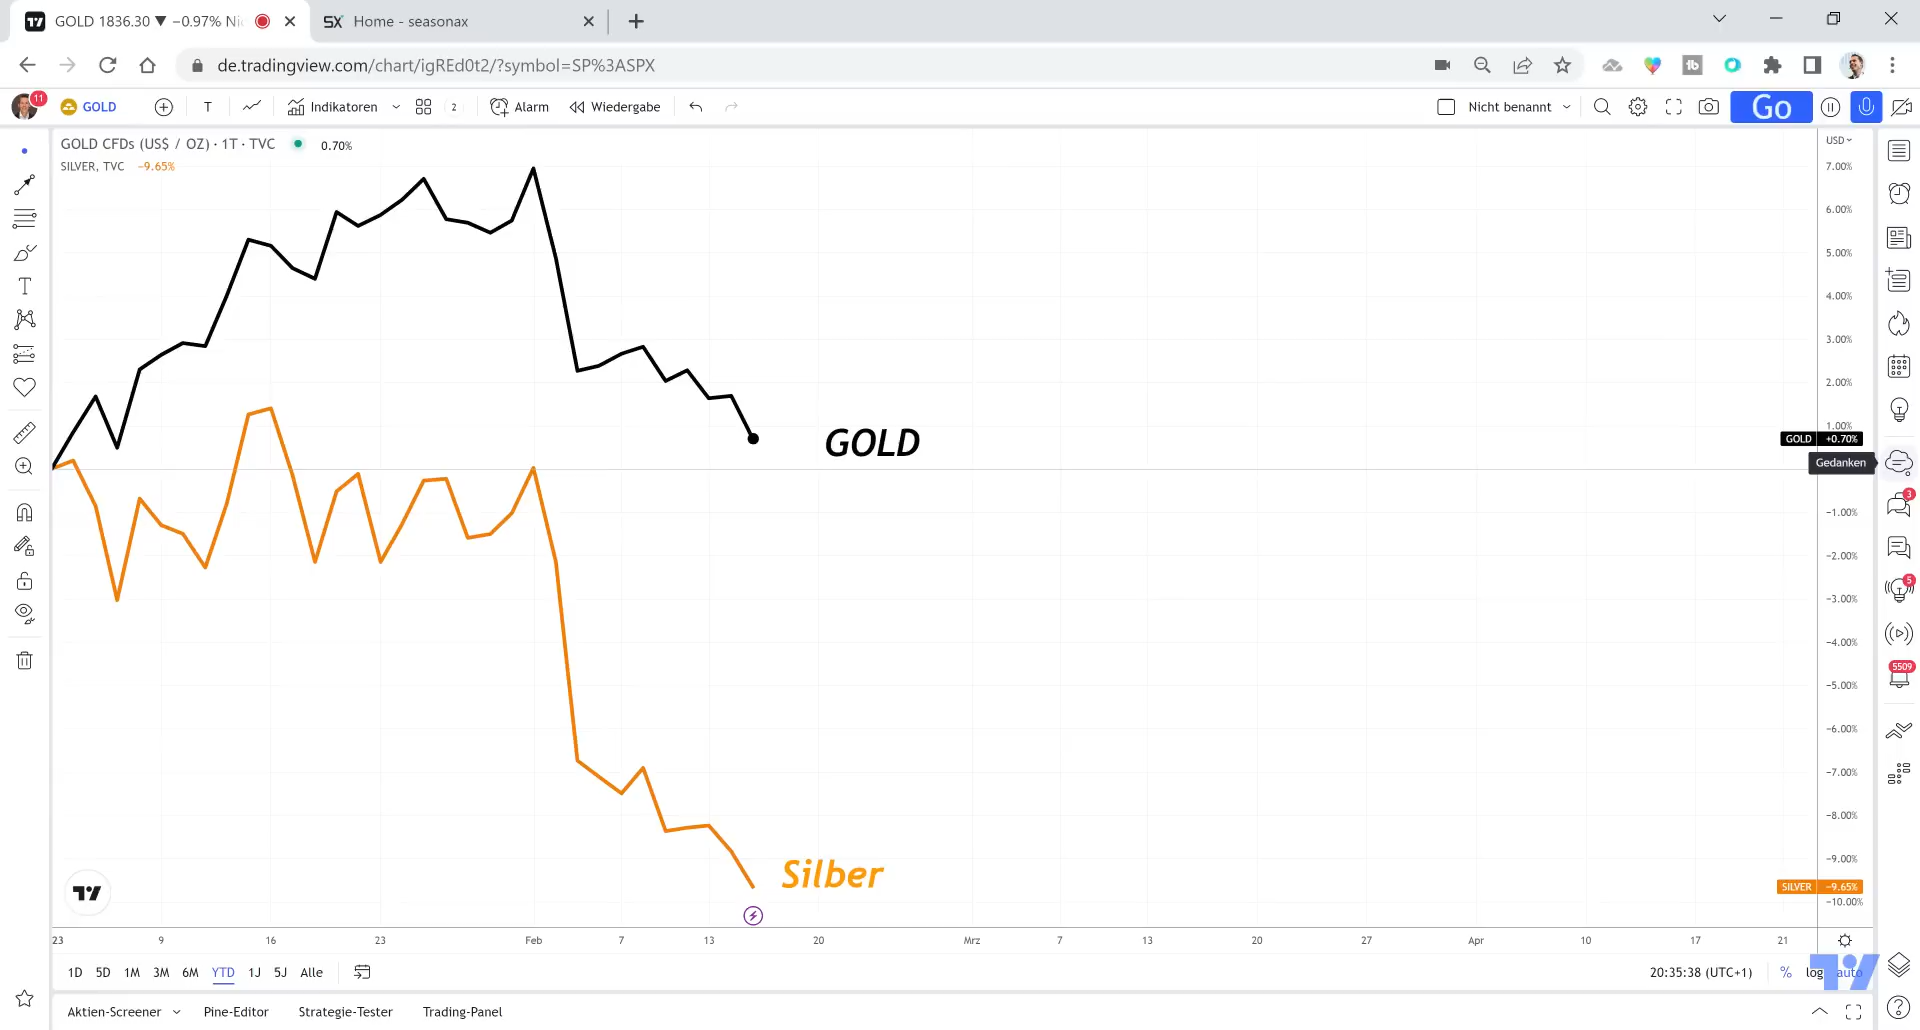 GOLD 1836.30 ▼ −0.97% Ni
Home - seasonax
de.tradingview.com/chart/igREd0t2/?symbol=SP%3ASPX
11
GOLD
T
Indikatoren
2
Alarm
Wiedergabe
Nicht benannt
Go
GOLD CFDs (US$ / OZ) · 1T · TVC
0.70%
SILVER, TVC −9.65%
USD
7.00%
6.00%
5.00%
4.00%
3.00%
2.00%
1.00%
GOLD +0.70%
Gedanken
−1.00%
−2.00%
−3.00%
−4.00%
−5.00%
−6.00%
−7.00%
−8.00%
−9.00%
SILVER −9.65%
−10.00%
GOLD
Silber
3
5
5509
23 9 16 23 Feb 7 13 20 Mrz 7 13 20 27 Apr 10 17 21
1D 5D 1M 3M 6M YTD 1J 5J Alle
20:35:38 (UTC+1) % log auto
Aktien-Screener Pine-Editor Strategie-Tester Trading-Panel